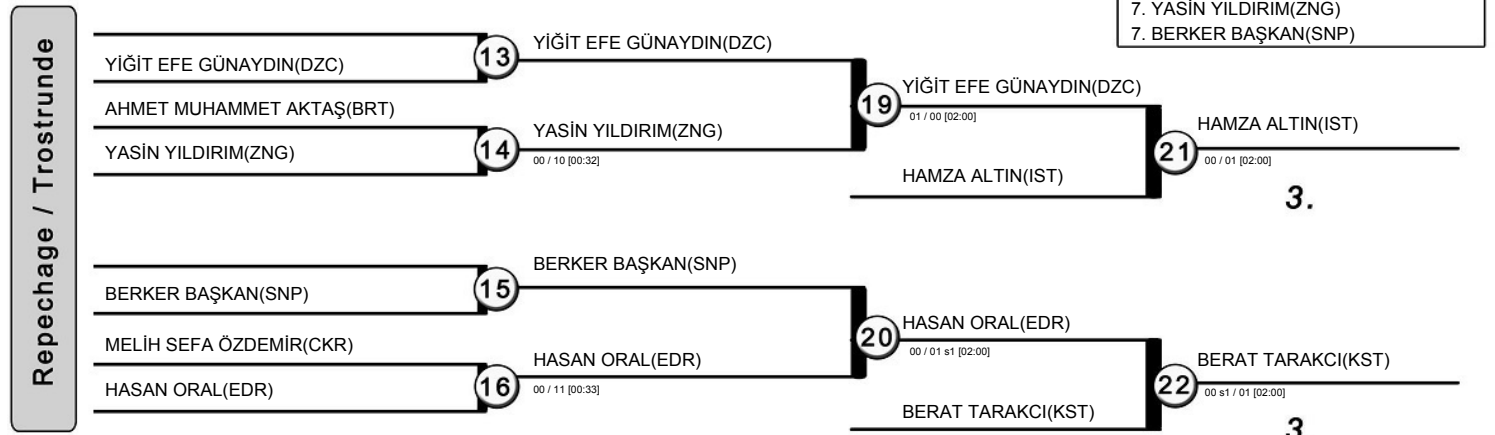 7. YASİN YILDIRIM(ZNG)
7. BERKER BAŞKAN(SNP)
Repechage / Trostrunde
YİĞİT EFE GÜNAYDIN(DZC)
13
YİĞİT EFE GÜNAYDIN(DZC)
AHMET MUHAMMET AKTAŞ(BRT)
YASİN YILDIRIM(ZNG)
14
YASİN YILDIRIM(ZNG)
00 / 10 [00:32]
19
YİĞİT EFE GÜNAYDIN(DZC)
01 / 00 [02:00]
HAMZA ALTIN(IST)
21
HAMZA ALTIN(IST)
00 / 01 [02:00]
3.
BERKER BAŞKAN(SNP)
15
BERKER BAŞKAN(SNP)
MELİH SEFA ÖZDEMİR(CKR)
HASAN ORAL(EDR)
16
HASAN ORAL(EDR)
00 / 11 [00:33]
20
HASAN ORAL(EDR)
00 / 01 s1 [02:00]
BERAT TARAKCI(KST)
22
BERAT TARAKCI(KST)
00 s1 / 01 [02:00]
3